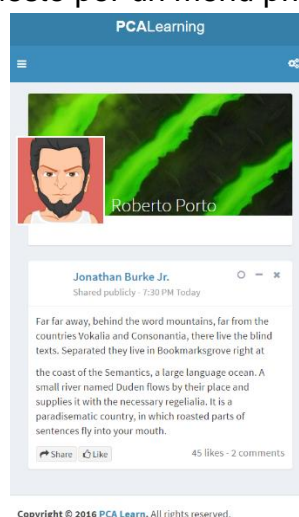 PCALearning
Roberto Porto
Jonathan Burke Jr.
Shared publicly - 7:30 PM Today
Far far away, behind the word mountains, far from the
countries Vokalia and Consonantia, there live the blind
texts. Separated they live in Bookmarksgrove right at
the coast of the Semantics, a large language ocean. A
small river named Duden flows by their place and
supplies it with the necessary regelialia. It is a
paradisematic country, in which roasted parts of
sentences fly into your mouth.
Share Like 45 likes - 2 comments
Copyright © 2016 PCA Learn. All rights reserved.